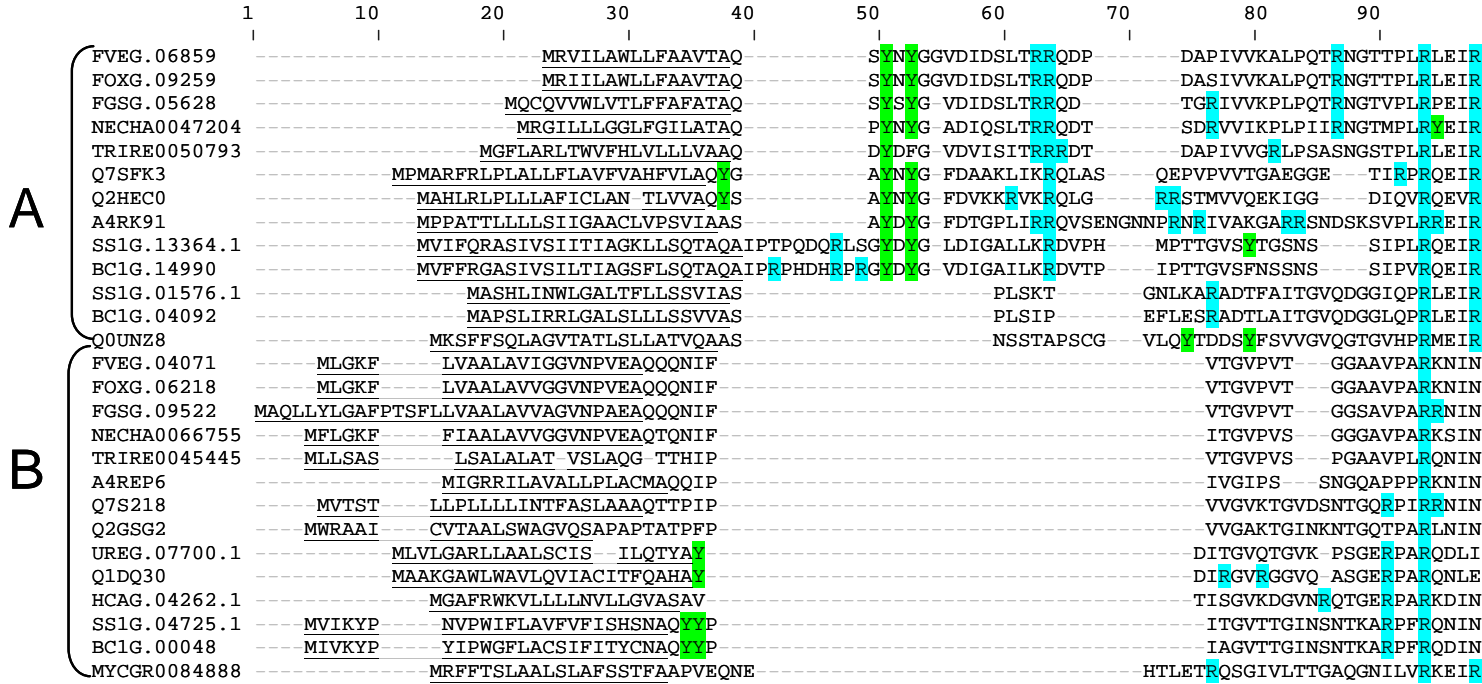 1 10 20 30 40 50 60 70 80 90
FVEG.06859 MRVILAWLLFAAVTAQ SYNYGGVDIDSLTRRQDP DAPIVVKALPQTRNGTTPLRLEIR
FOXG.09259 MRIILAWLLFAAVTAQ SYNYGGVDIDSLTRRQDP DASIVVKALPQTRNGTTPLRLEIR
FGSG.05628 MQCQVVWLVTLFFAFATAQ SYSYG VDIDSLTRRQD TGRIVVKPLPQTRNGTVPLRPEIR
NECHA0047204 MRGILLLGGLFGILATAQ PYNYG ADIQSLTRRQDT SDRVVIKPLPIIRNGTMPLRYEIR
TRIRE0050793 MGFLARLTWVFHLVLLLVAAQ DYDFG VDVISITRRRDT DAPIVVGRLPSASNGSTPLRLEIR
Q7SFK3 MPMARFRLPLALLFLAVFVAHFVLAQYG AYNYG FDAAKLIKRQLAS QEPVPVVTGAEGGE TIRPRQEIR
A
Q2HEC0 MAHLRLPLLLAFICLAN TLVVAQYS AYNYG FDVKKRVKRQLG RRSTMVVQEKIGG DIQVRQEVR
A4RK91 MPPATTLLLLSIIGAACLVPSVIAAS AYDYG FDTGPLIRRQVSENGNNPRNRIVAKGARRSNDSKSVPLRREIR
SS1G.13364.1 MVIFQRASIVSIITIAGKLLSQTAQAIPTPQDQRLSGYDYG LDIGALLKRDVPH MPTTGVSYTGSNS SIPLRQEIR
BC1G.14990 MVFFRGASIVSILTIAGSFLSQTAQAIPRPHDHRPRGYDYG VDIGAILKRDVTP IPTTGVSFNSSNS SIPVRQEIR
SS1G.01576.1 MASHLINWLGALTFLLSSVIAS PLSKT GNLKARADTFAITGVQDGGIQPRLEIR
BC1G.04092 MAPSLIRRLGALSLLLSSVVAS PLSIP EFLESRADTLAITGVQDGGLQPRLEIR
Q0UNZ8 MKSFFSQLAGVTATLSLLATVQAAS NSSTAPSCG VLQYTDDSYFSVVGVQGTGVHPRMEIR
FVEG.04071 MLGKF LVAALAVIGGVNPVEAQQQNIF VTGVPVT GGAAVPARKNIN
FOXG.06218 MLGKF LVAALAVVGGVNPVEAQQQNIF VTGVPVT GGAAVPARKNIN
FGSG.09522 MAQLLYLGAFPTSFLLVAALAVVAGVNPAEAQQQNIF VTGVPVT GGSAVPARRNIN
NECHA0066755 MFLGKF FIAALAVVGGVNPVEAQTQNIF ITGVPVS GGGAVPARKSIN
TRIRE0045445 MLLSAS LSALALAT VSLAQG TTHIP VTGVPVS PGAAVPLRQNIN
B
A4REP6 MIGRRILAVALLPLACMAQQIP IVGIPS SNGQAPPPRKNIN
Q7S218 MVTST LLPLLLLINTFASLAAAQTTPIP VVGVKTGVDSNTGQRPIRRNIN
Q2GSG2 MWRAAI CVTAALSWAGVQSAPAPTATPFP VVGAKTGINKNTGQTPARLNIN
UREG.07700.1 MLVLGARLLAALSCIS ILQTYAY DITGVQTGVK PSGERPARQDLI
Q1DQ30 MAAKGAWLWAVLQVIACITFQAHAY DIRGVRGGVQ ASGERPARQNLE
HCAG.04262.1 MGAFRWKVLLLLNVLLGVASAV TISGVKDGVNRQTGERPARKDIN
SS1G.04725.1 MVIKYP NVPWIFLAVFVFISHSNAQYYP ITGVTTGINSNTKARPFRQNIN
BC1G.00048 MIVKYP YIPWGFLACSIFITYCNAQYYP IAGVTTGINSNTKARPFRQDIN
MYCGR0084888 MRFFTSLAALSLAFSSTFAAPVEQNE HTLETRQSGIVLTTGAQGNILVRKEIR